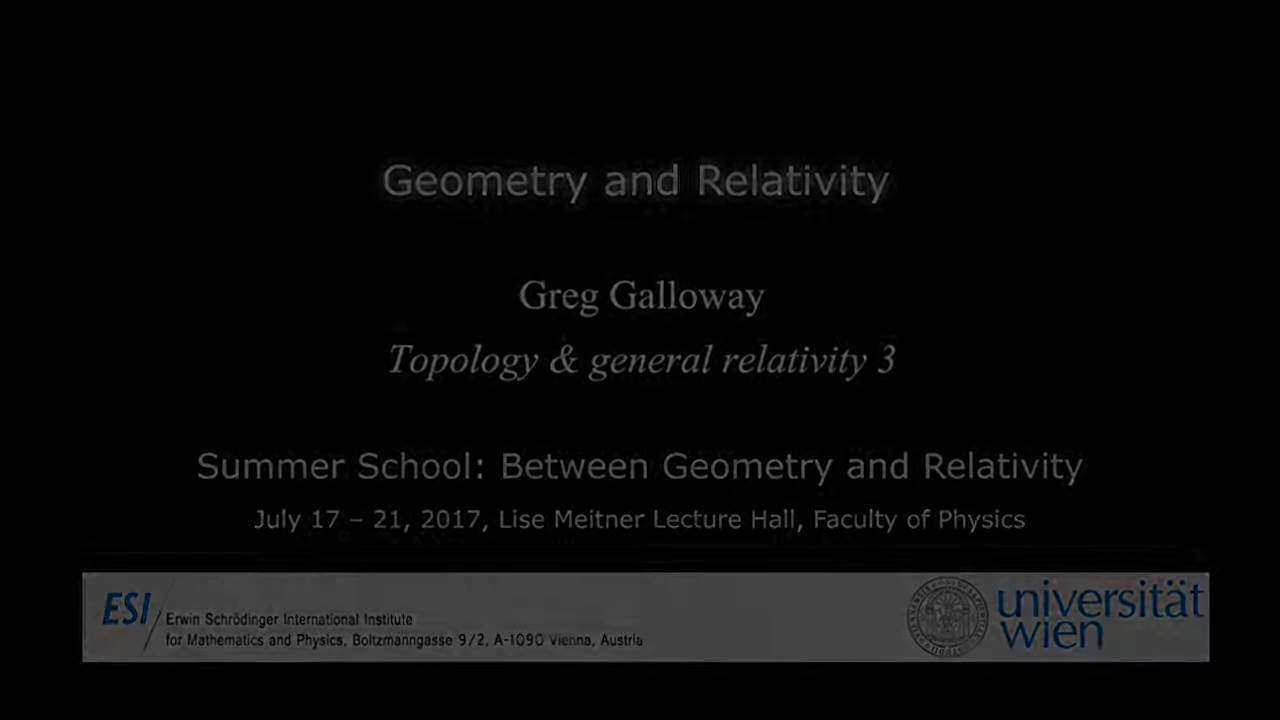 Geometry and Relativity
Greg Galloway
Topology & general relativity 3
Summer School: Between Geometry and Relativity
July 17 – 21, 2017, Lise Meitner Lecture Hall, Faculty of Physics
ESI
Erwin Schrödinger International Institute
for Mathematics and Physics, Boltzmanngasse 9/2, A-1090 Vienna, Austria
universität
wien